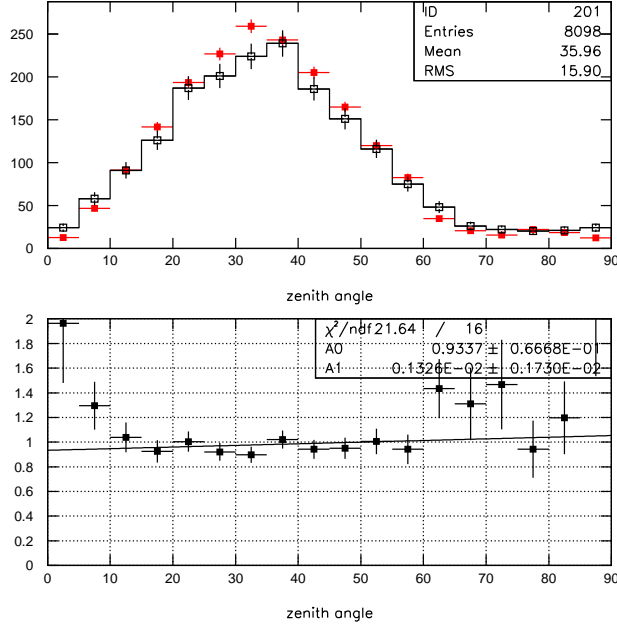 ID 201
Entries 8098
Mean 35.96
RMS 15.90
250
200
150
100
50
0
0 10 20 30 40 50 60 70 80 90
zenith angle
χ²/ndf21.64 / 16
A0 0.9337 ± 0.6668E-01
A1 0.1326E-02 ± 0.1730E-02
2
1.8
1.6
1.4
1.2
1
0.8
0.6
0.4
0.2
0
0 10 20 30 40 50 60 70 80 90
zenith angle